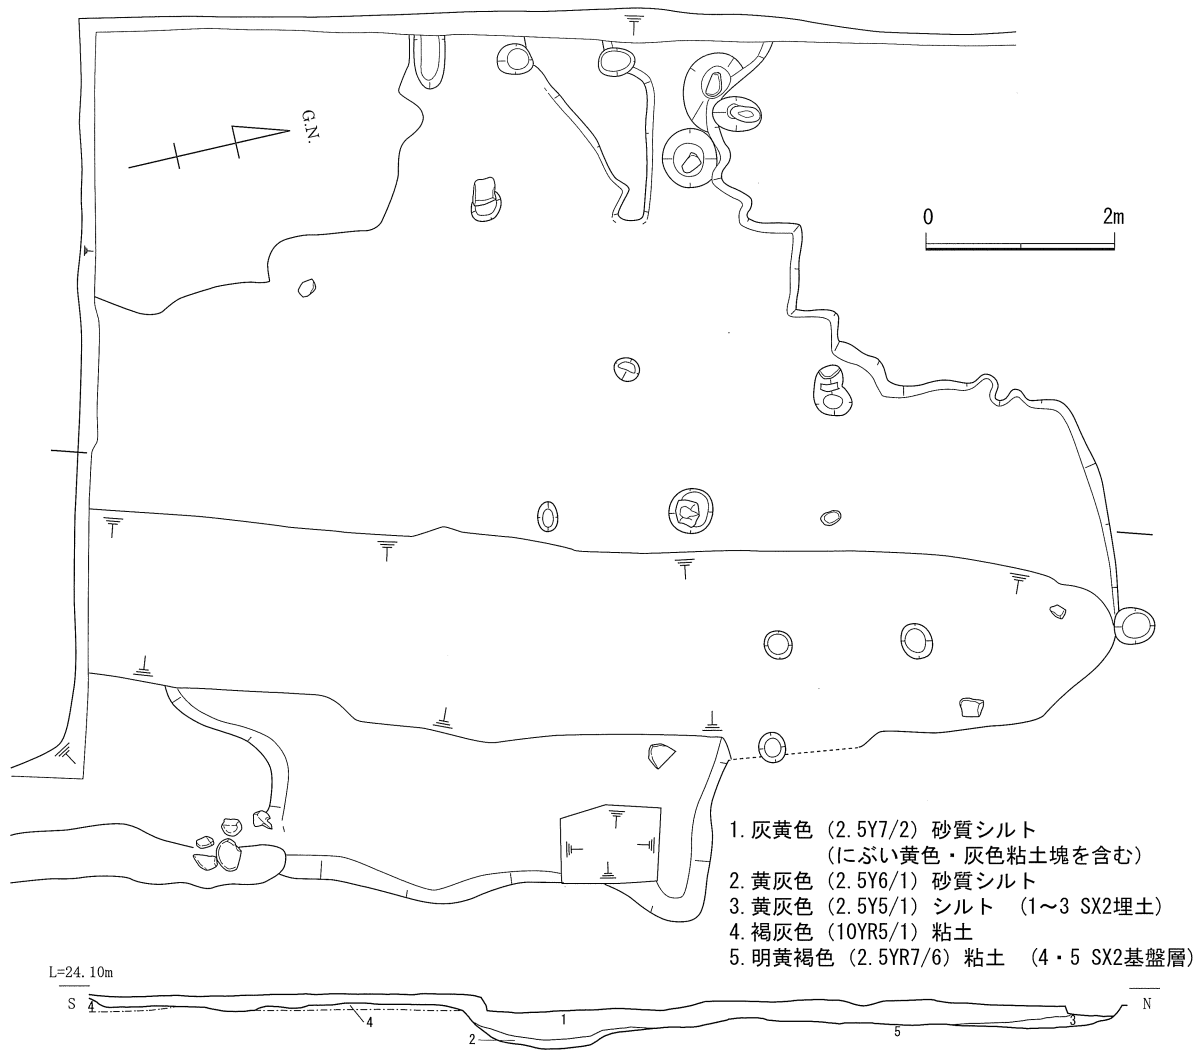 G.N.
0 2m
1. 灰黄色 (2.5Y7/2) 砂質シルト
(にぶい黄色・灰色粘土塊を含む)
2. 黄灰色 (2.5Y6/1) 砂質シルト
3. 黄灰色 (2.5Y5/1) シルト (1〜3 SX2埋土)
4. 褐灰色 (10YR5/1) 粘土
5. 明黄褐色 (2.5YR7/6) 粘土 (4・5 SX2基盤層)
L=24.10m
S N
4
4
1
2
5
3